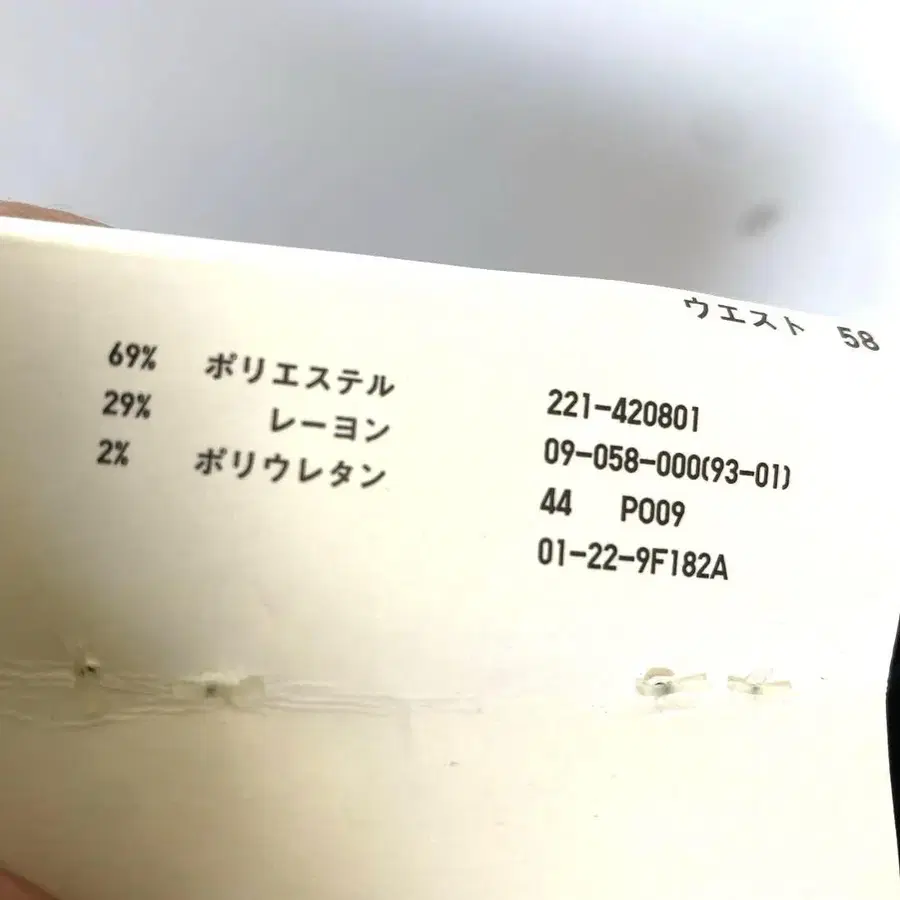 ウエスト 58
69% ポリエステル
29% レーヨン
2% ポリウレタン
221-420801
09-058-000(93-01)
44 P009
01-22-9F182A